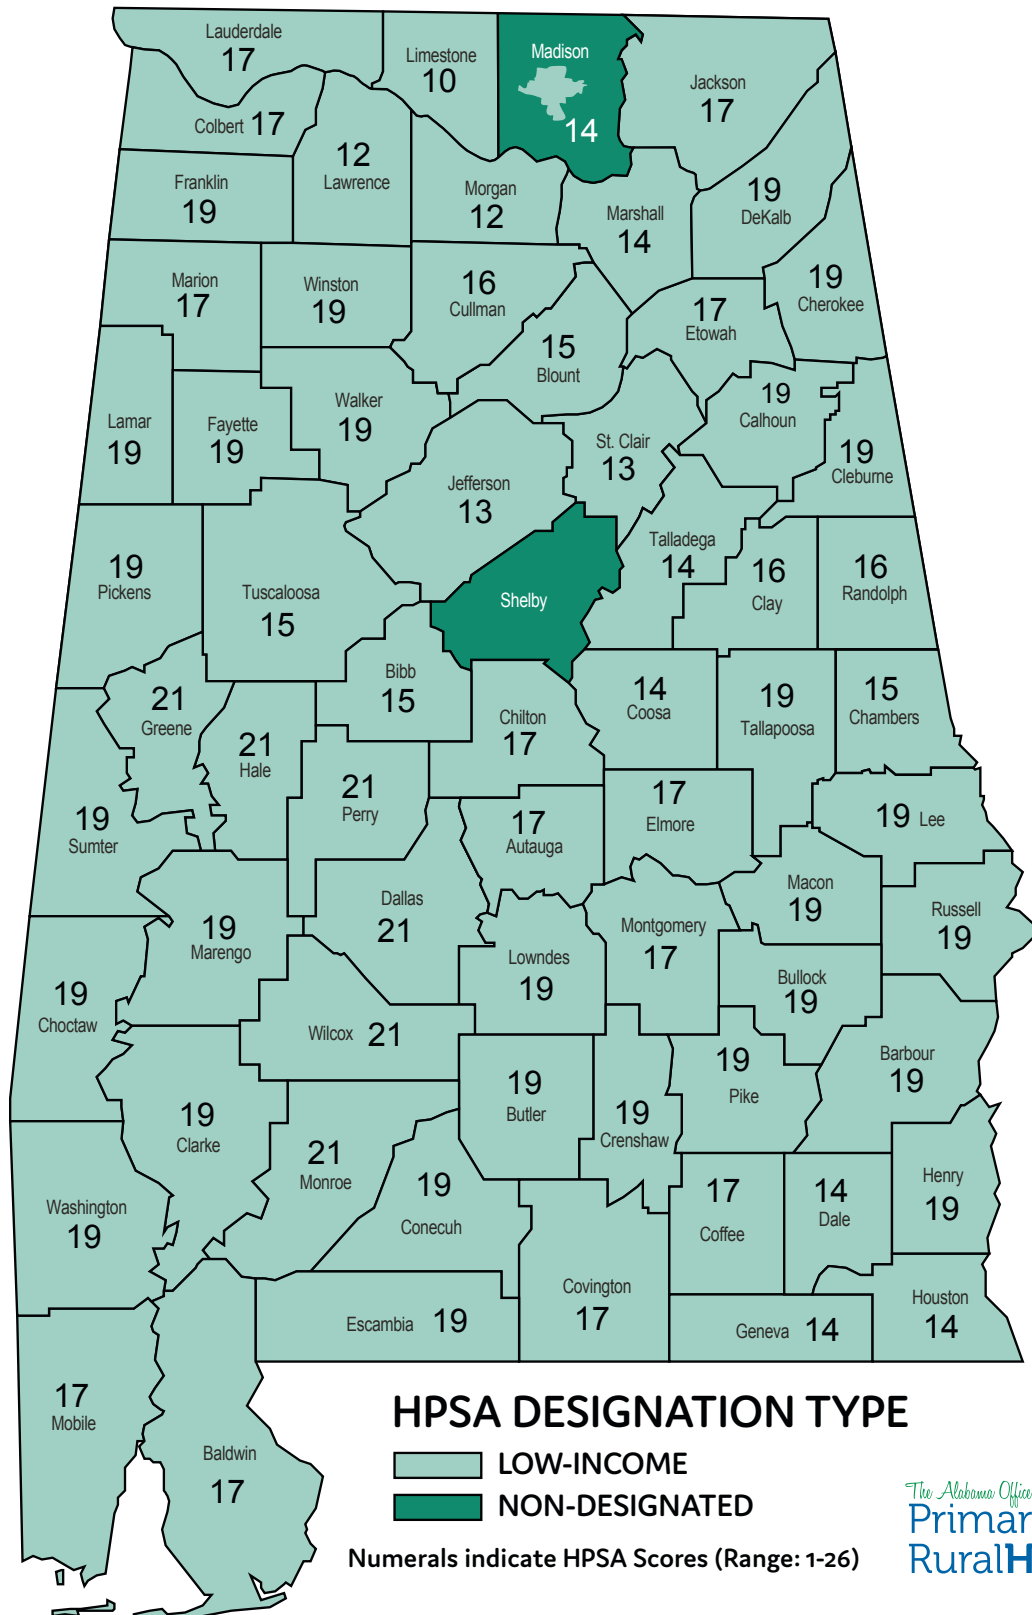 Lauderdale
17
Limestone
10
Madison
14
Jackson
17
Colbert 17
12
Lawrence
Franklin
19
Morgan
12
Marshall
14
19
DeKalb
Marion
17
Winston
19
16
Cullman
19
Cherokee
17
Etowah
15
Blount
Lamar
19
Fayette
19
Walker
19
19
Calhoun
St. Clair
13
19
Cleburne
Jefferson
13
Talladega
14
19
Pickens
Tuscaloosa
15
Shelby
16
Clay
16
Randolph
21
Greene
21
Hale
Bibb
15
Chilton
17
14
Coosa
19
Tallapoosa
15
Chambers
19
Sumter
21
Perry
17
Autauga
17
Elmore
19 Lee
19
Marengo
Dallas
21
Lowndes
19
Montgomery
17
Macon
19
Russell
19
19
Choctaw
Wilcox 21
Bullock
19
Barbour
19
19
Clarke
19
Butler
19
Crenshaw
19
Pike
21
Monroe
19
Conecuh
17
Coffee
14
Dale
Henry
19
Washington
19
Escambia 19
Covington
17
Geneva 14
Houston
14
17
Mobile
Baldwin
17
HPSA DESIGNATION TYPE
LOW-INCOME
NON-DESIGNATED
Numerals indicate HPSA Scores (Range: 1-26)
The Alabama Office
Primar
RuralH